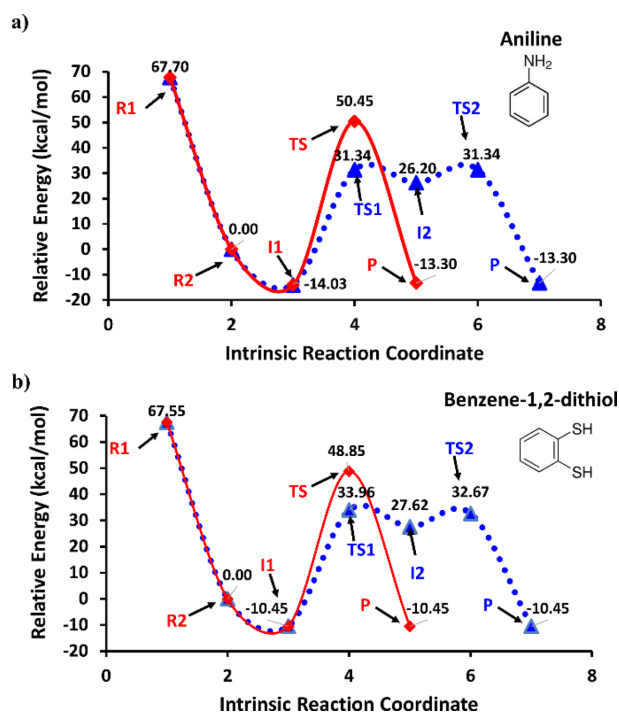 a)
Aniline
NH₂
Relative Energy (kcal/mol)
70
60
50
40
30
20
10
0
-10
-20
67.70
R1
0.00
R2
I1
-14.03
TS
50.45
31.34
TS1
26.20
I2
TS2
31.34
P
-13.30
P
-13.30
0
2
4
6
8
Intrinsic Reaction Coordinate
b)
Benzene-1,2-dithiol
SH
SH
Relative Energy (kcal/mol)
70
60
50
40
30
20
10
0
-10
-20
67.55
R1
0.00
R2
I1
-10.45
TS
48.85
33.96
TS1
27.62
I2
TS2
32.67
P
-10.45
P
-10.45
0
2
4
6
8
Intrinsic Reaction Coordinate